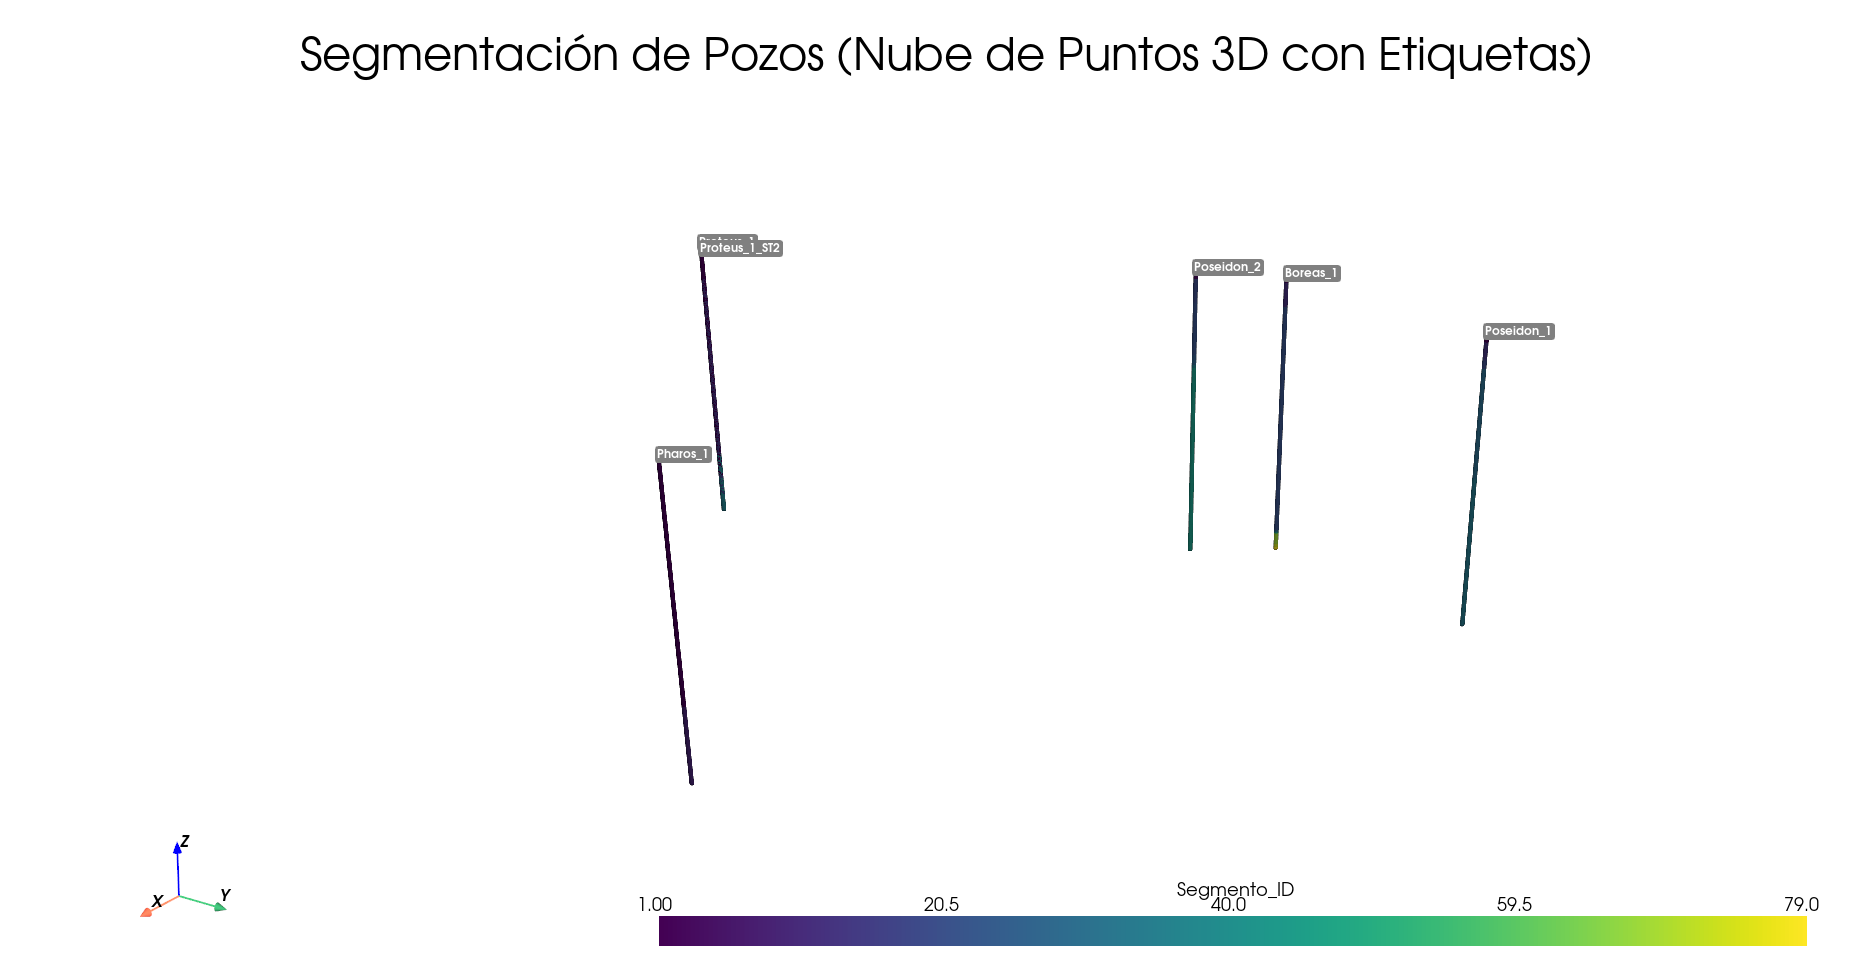 Segmentación de Pozos (Nube de Puntos 3D con Etiquetas)
Proteus_1_ST2
Poseidon_2
Boreas_1
Poseidon_1
Pharos_1
Z
X
Y
Segmento_ID
1.00 20.5 40.0 59.5 79.0